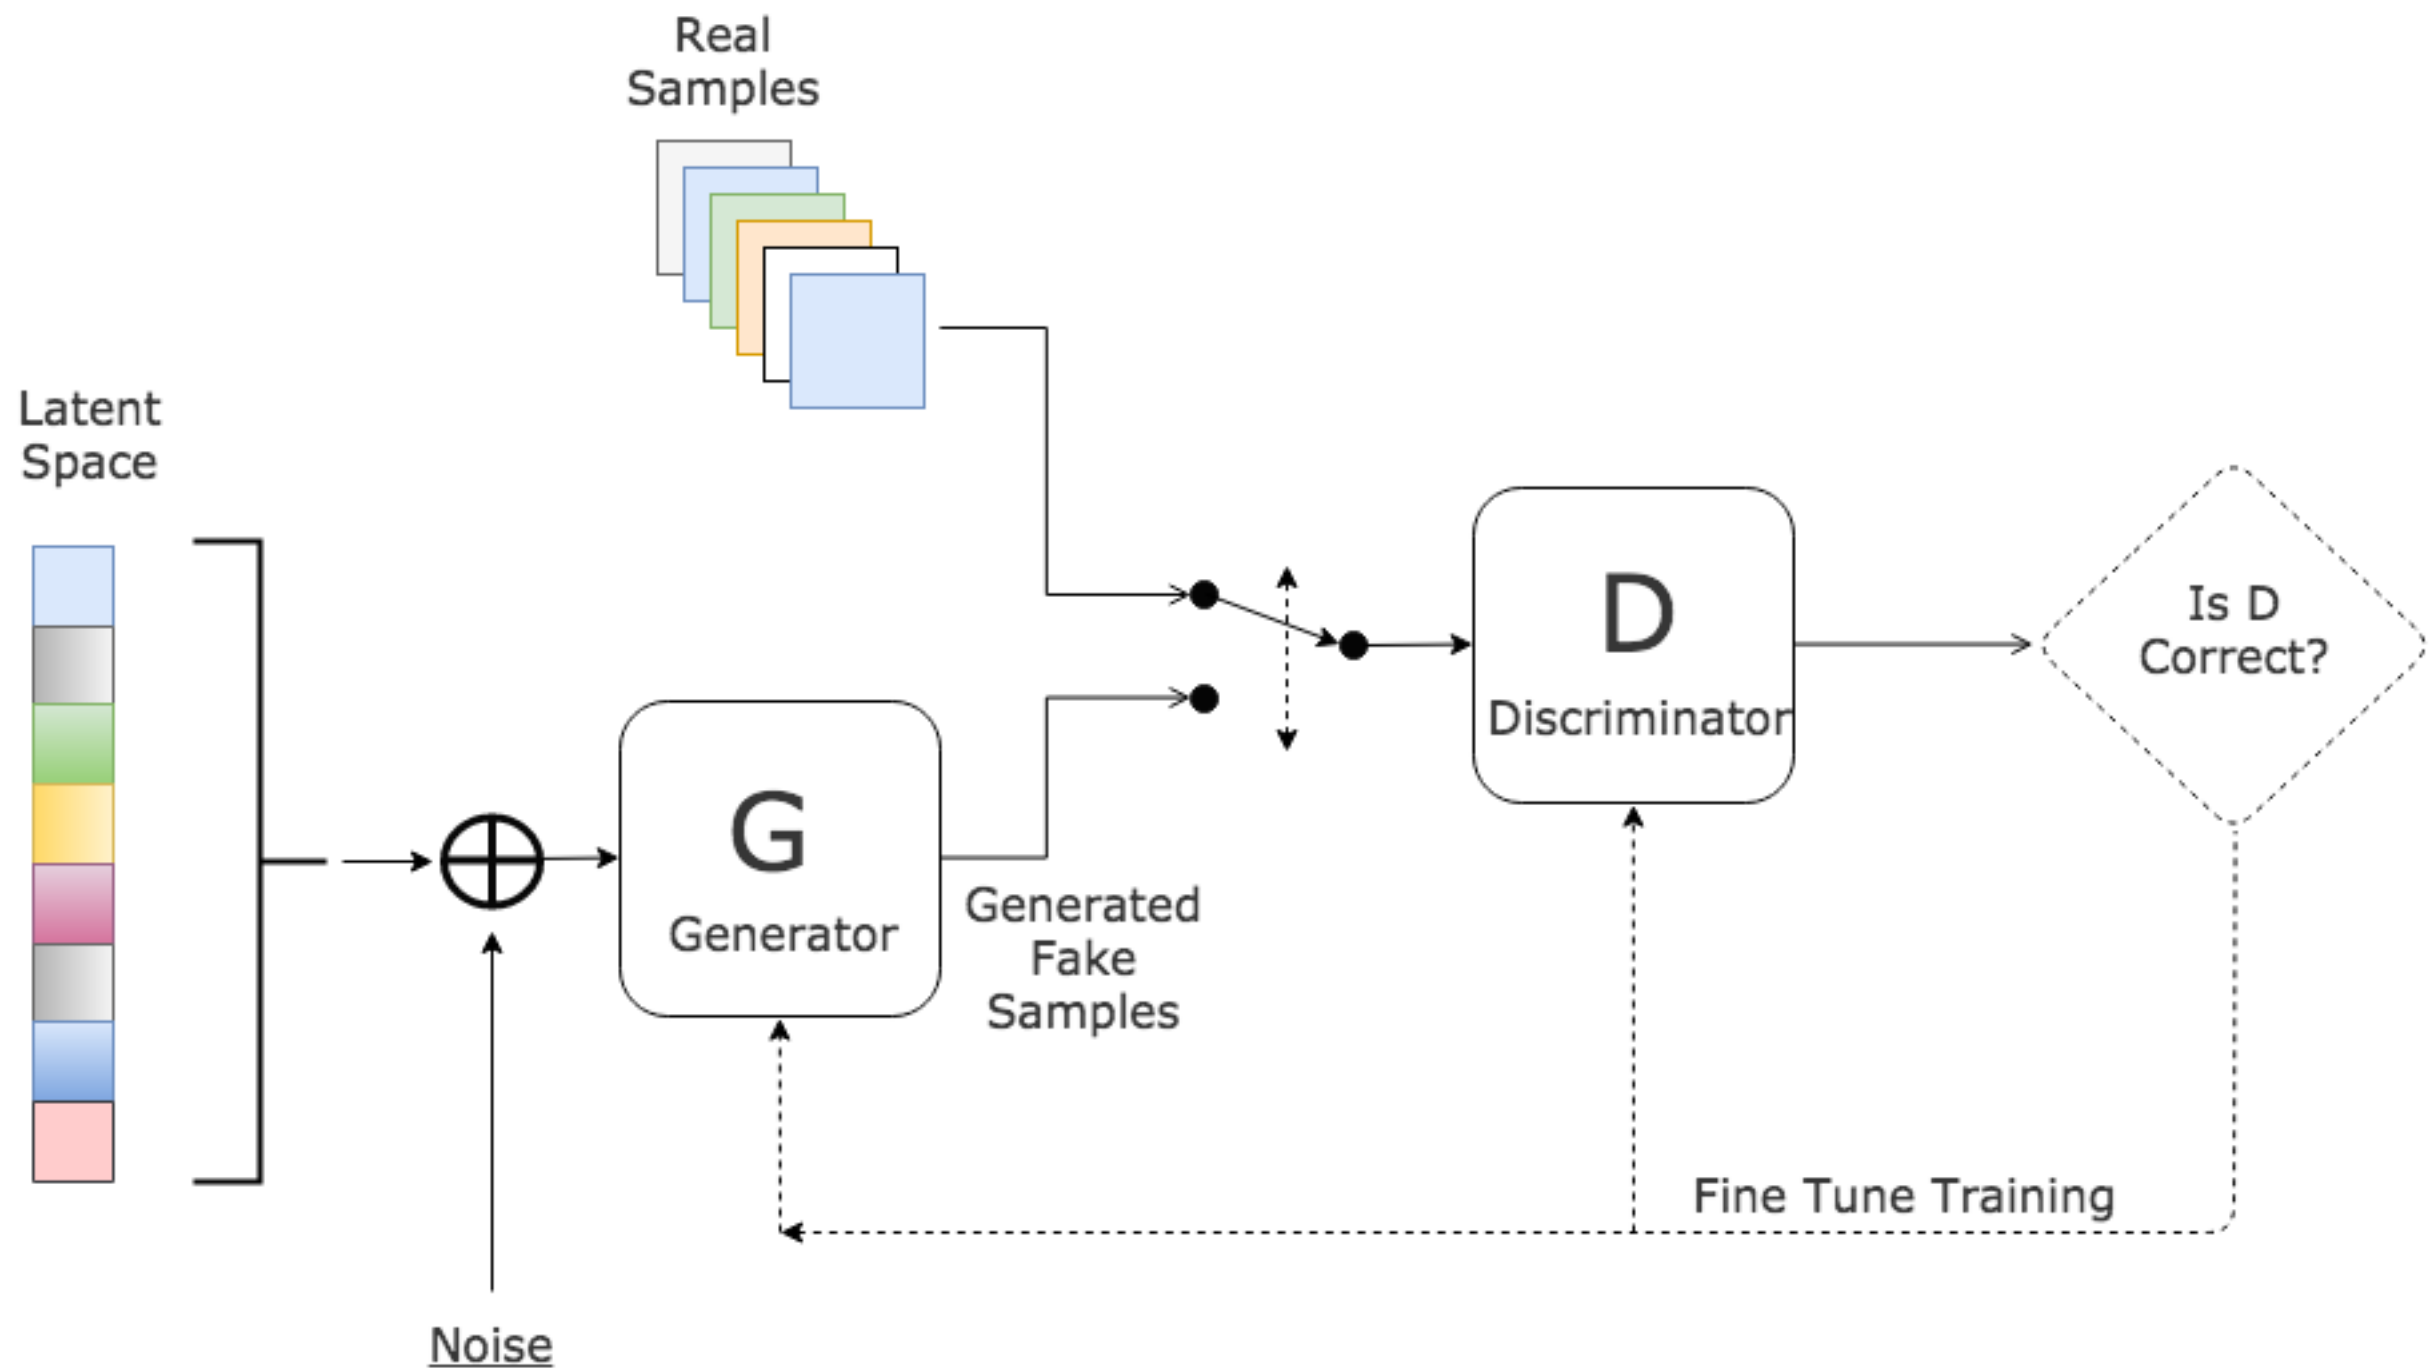 Real
Samples
Latent
Space
D
Discriminator
Is D
Correct?
G
Generator
Generated
Fake
Samples
Fine Tune Training
Noise